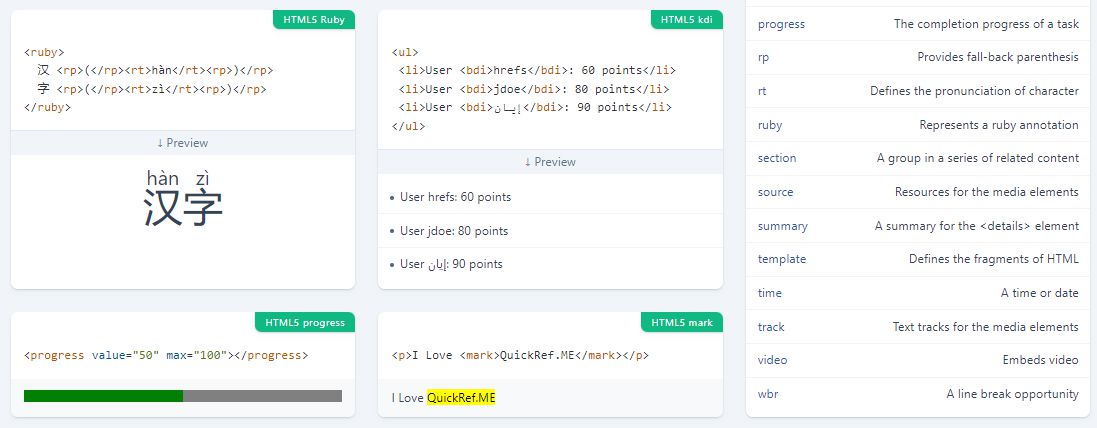 HTML5 Ruby
<ruby>
汉 <rp>(</rp><rt>hàn</rt><rp>)</rp>
字 <rp>(</rp><rt>zì</rt><rp>)</rp>
</ruby>
↓ Preview
hàn zì
汉字
HTML5 kdi
<ul>
<li>User <bdi>hrefs</bdi>: 60 points</li>
<li>User <bdi>jdoe</bdi>: 80 points</li>
<li>User <bdi>إيان</bdi>: 90 points</li>
</ul>
↓ Preview
• User hrefs: 60 points
• User jdoe: 80 points
• User إيان: 90 points
HTML5 progress
<progress value="50" max="100"></progress>
HTML5 mark
<p>I Love <mark>QuickRef.ME</mark></p>
I Love QuickRef.ME
progress The completion progress of a task
rp Provides fall-back parenthesis
rt Defines the pronunciation of character
ruby Represents a ruby annotation
section A group in a series of related content
source Resources for the media elements
summary A summary for the <details> element
template Defines the fragments of HTML
time A time or date
track Text tracks for the media elements
video Embeds video
wbr A line break opportunity